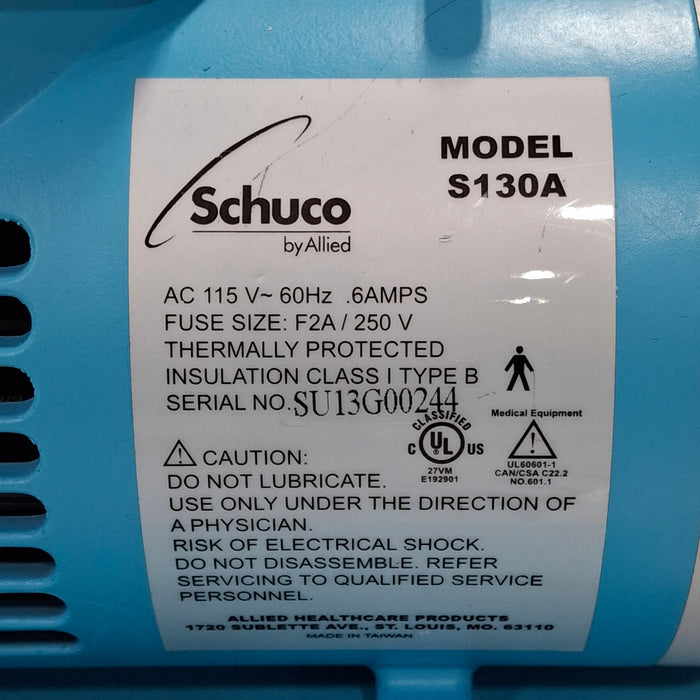 Schuco
by Allied
MODEL
S130A
AC 115 V~ 60Hz .6AMPS
FUSE SIZE: F2A / 250 V
THERMALLY PROTECTED
INSULATION CLASS I TYPE B
SERIAL NO. SU13G00244
CLASSIFIED
C UL US
27VM
E192901
Medical Equipment
UL60601-1
CAN/CSA C22.2
NO.601.1
CAUTION:
DO NOT LUBRICATE.
USE ONLY UNDER THE DIRECTION OF
A PHYSICIAN.
RISK OF ELECTRICAL SHOCK.
DO NOT DISASSEMBLE. REFER
SERVICING TO QUALIFIED SERVICE
PERSONNEL.
ALLIED HEALTHCARE PRODUCTS
1720 SUBLETTE AVE., ST. LOUIS, MO. 63110
MADE IN TAIWAN